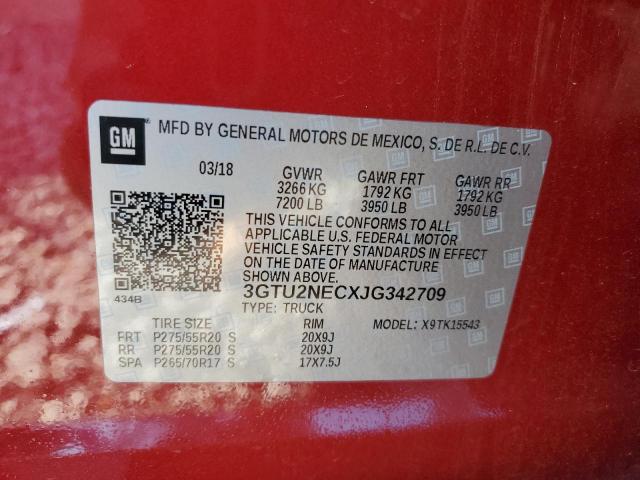 GM MFD BY GENERAL MOTORS DE MEXICO, S. DE R.L. DE C.V.
03/18 GVWR GAWR FRT GAWR RR
3266 KG 1792 KG 1792 KG
7200 LB 3950 LB 3950 LB
THIS VEHICLE CONFORMS TO ALL
APPLICABLE U.S. FEDERAL MOTOR
VEHICLE SAFETY STANDARDS IN EFFECT
ON THE DATE OF MANUFACTURE
SHOWN ABOVE.
434B 3GTU2NECXJG342709
TYPE: TRUCK MODEL: X9TK15543
TIRE SIZE RIM
FRT P275/55R20 S 20X9J
RR P275/55R20 S 20X9J
SPA P265/70R17 S 17X7.5J